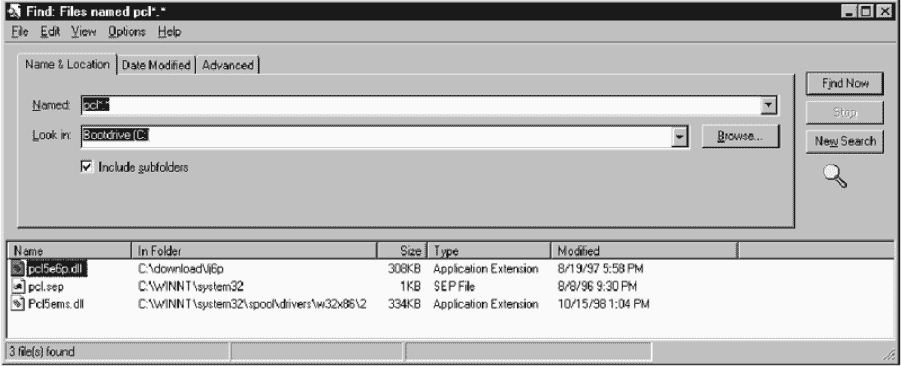 Find: Files named pcl*.*
File Edit View Options Help
Name & Location Date Modified Advanced
Named: pcl*.*
Look in: Bootdrive (C:)
Browse...
Include subfolders
Find Now
Stop
New Search
Name In Folder Size Type Modified
pcl5e6p.dll C:\download\lj6p 308KB Application Extension 8/19/97 5:58 PM
pcl.sep C:\WINNT\system32 1KB SEP File 8/8/96 9:30 PM
Pcl5ems.dll C:\WINNT\system32\spool\drivers\w32x86\2 334KB Application Extension 10/15/98 1:04 PM
3 file(s) found